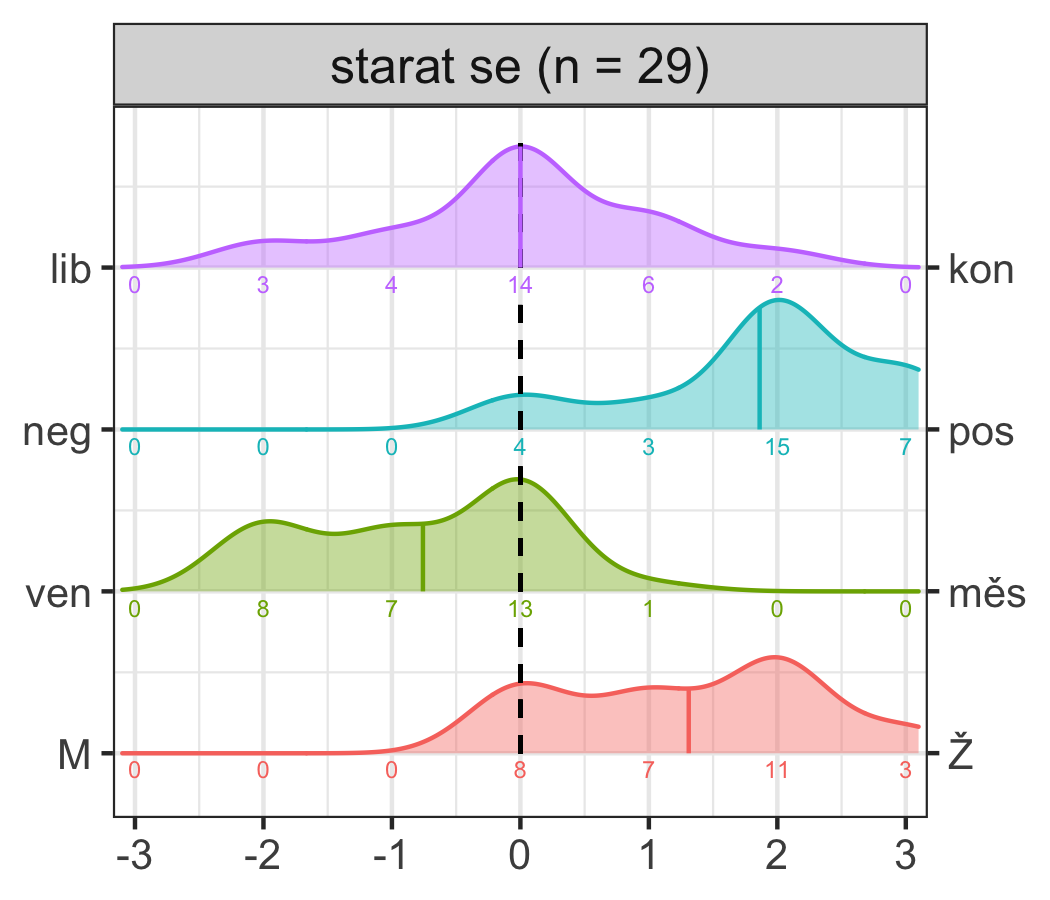 starat se (n = 29)
lib kon
0 3 4 14 6 2 0
neg pos
0 0 0 4 3 15 7
ven měs
0 8 7 13 1 0 0
M Ž
0 0 0 8 7 11 3
-3 -2 -1 0 1 2 3